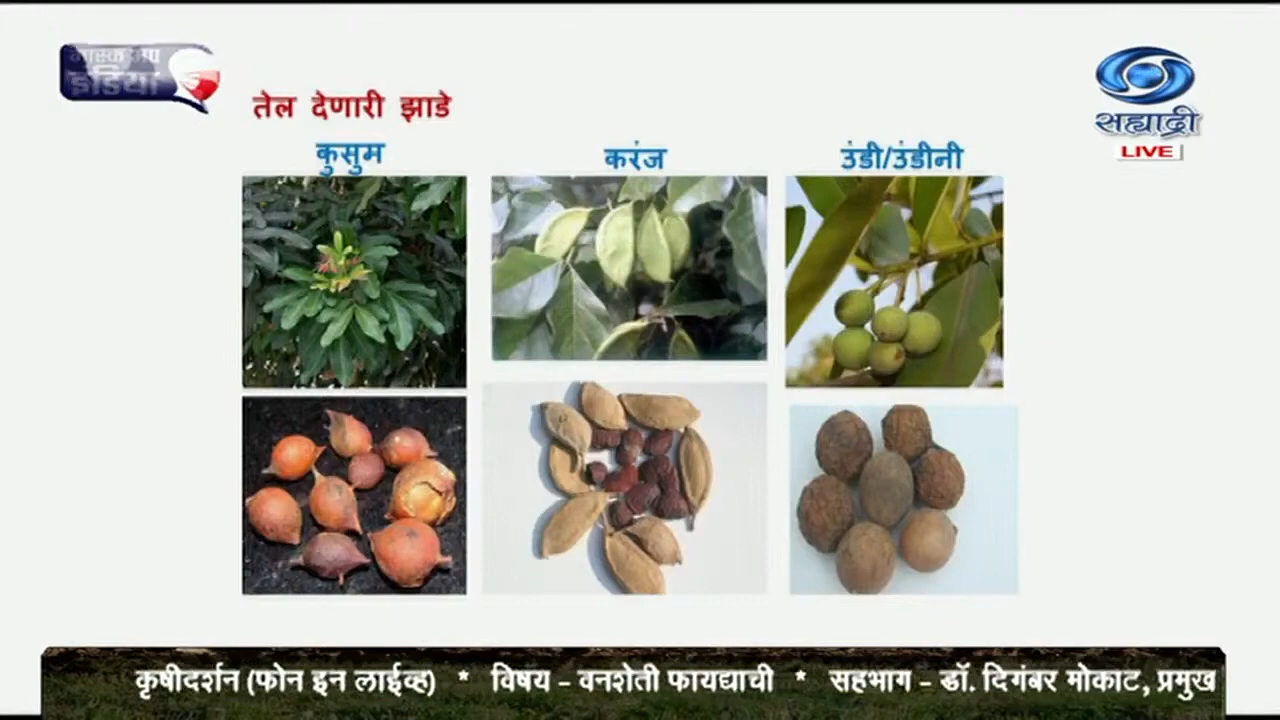 इंडिया
सह्याद्री
LIVE
तेल देणारी झाडे
कुसुम करंज उंडी/उंडीनी
कृषीदर्शन (फोन इन लाईव्ह) * विषय - वनशेती फायद्याची * सहभाग - डॉ. दिगंबर मोकाट, प्रमुख